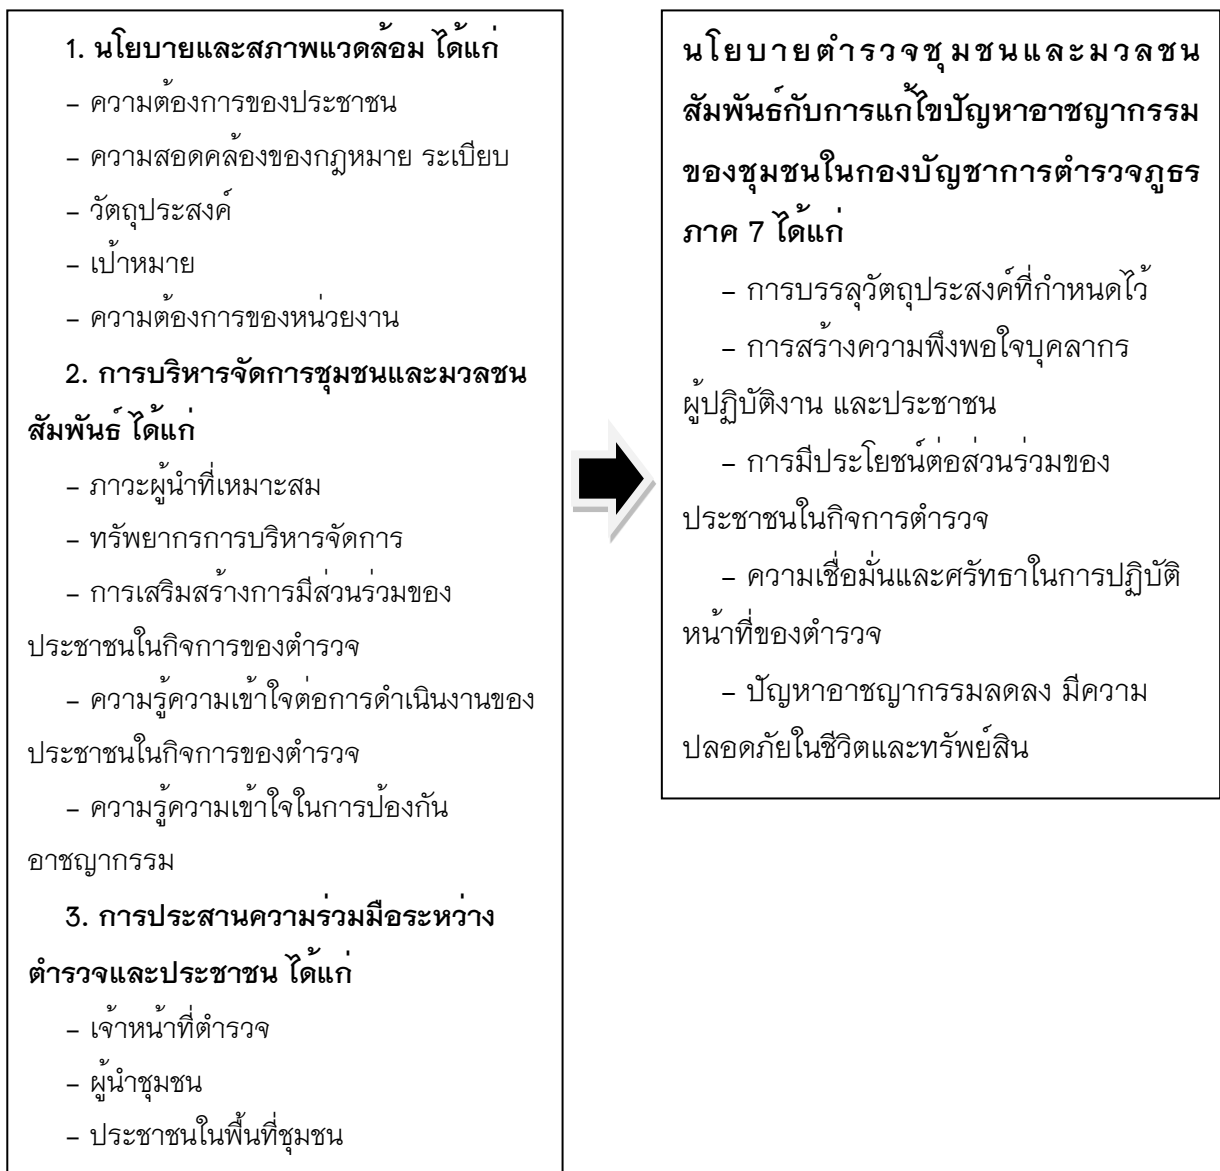 1. นโยบายและสภาพแวดล้อม ได้แก่
– ความต้องการของประชาชน
– ความสอดคล้องของกฎหมาย ระเบียบ
– วัตถุประสงค์
– เป้าหมาย
– ความต้องการของหน่วยงาน
2. การบริหารจัดการชุมชนและมวลชน
สัมพันธ์ ได้แก่
– ภาวะผู้นำที่เหมาะสม
– ทรัพยากรการบริหารจัดการ
– การเสริมสร้างการมีส่วนร่วมของ
ประชาชนในกิจการของตำรวจ
– ความรู้ความเข้าใจต่อการดำเนินงานของ
ประชาชนในกิจการของตำรวจ
– ความรู้ความเข้าใจในการป้องกัน
อาชญากรรม
3. การประสานความร่วมมือระหว่าง
ตำรวจและประชาชน ได้แก่
– เจ้าหน้าที่ตำรวจ
– ผู้นำชุมชน
– ประชาชนในพื้นที่ชุมชน
นโยบายตำรวจชุมชนและมวลชน
สัมพันธ์กับการแก้ไขปัญหาอาชญากรรม
ของชุมชนในกองบัญชาการตำรวจภูธร
ภาค 7 ได้แก่
– การบรรลุวัตถุประสงค์ที่กำหนดไว้
– การสร้างความพึงพอใจบุคลากร
ผู้ปฏิบัติงาน และประชาชน
– การมีประโยชน์ต่อส่วนร่วมของ
ประชาชนในกิจการตำรวจ
– ความเชื่อมั่นและศรัทธาในการปฏิบัติ
หน้าที่ของตำรวจ
– ปัญหาอาชญากรรมลดลง มีความ
ปลอดภัยในชีวิตและทรัพย์สิน